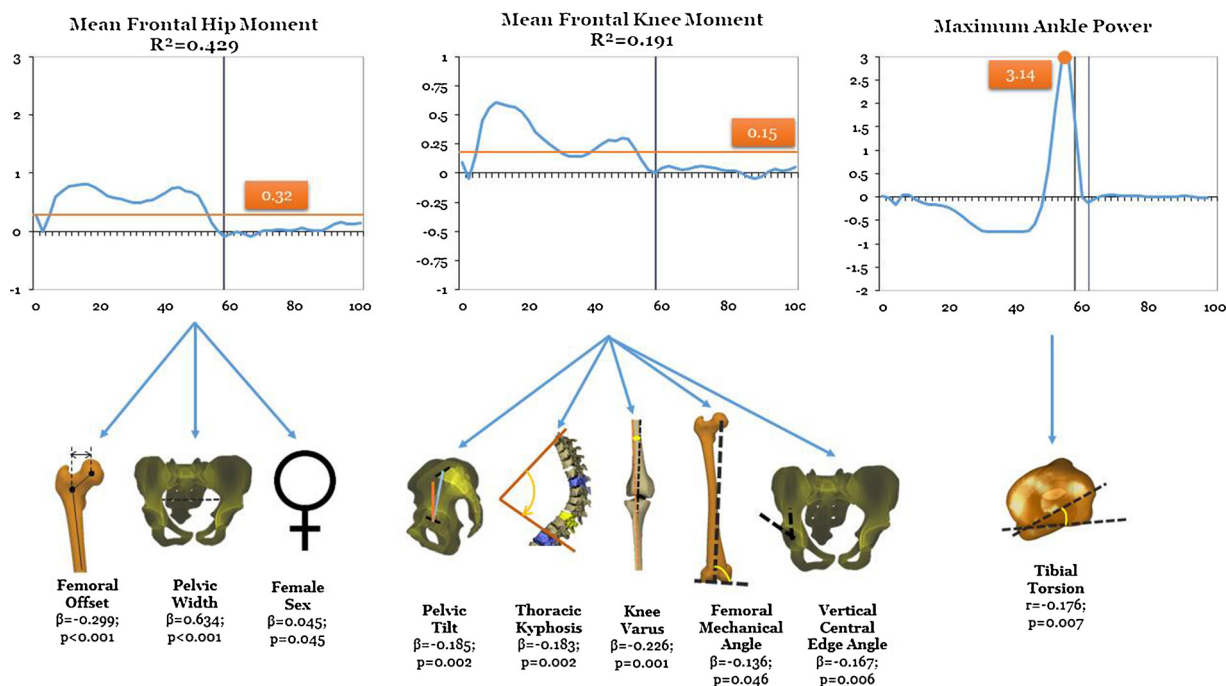 Mean Frontal Hip Moment
R²=0.429
3
2
1
0
-1
0
20
40
60
80
100
0.32
Mean Frontal Knee Moment
R²=0.191
1
0.75
0.5
0.25
0
-0.25
-0.5
-0.75
-1
0
20
40
60
80
100
0.15
Maximum Ankle Power
3
2.5
2
1.5
1
0.5
0
-0.5
-1
-1.5
-2
0
20
40
60
80
100
3.14
Femoral
Offset
β=-0.299;
p<0.001
Pelvic
Width
β=0.634;
p<0.001
Female
Sex
β=0.045;
p=0.045
Pelvic
Tilt
β=-0.185;
p=0.002
Thoracic
Kyphosis
β=-0.183;
p=0.002
Knee
Varus
β=-0.226;
p=0.001
Femoral
Mechanical
Angle
β=-0.136;
p=0.046
Vertical
Central
Edge Angle
β=-0.167;
p=0.006
Tibial
Torsion
r=-0.176;
p=0.007